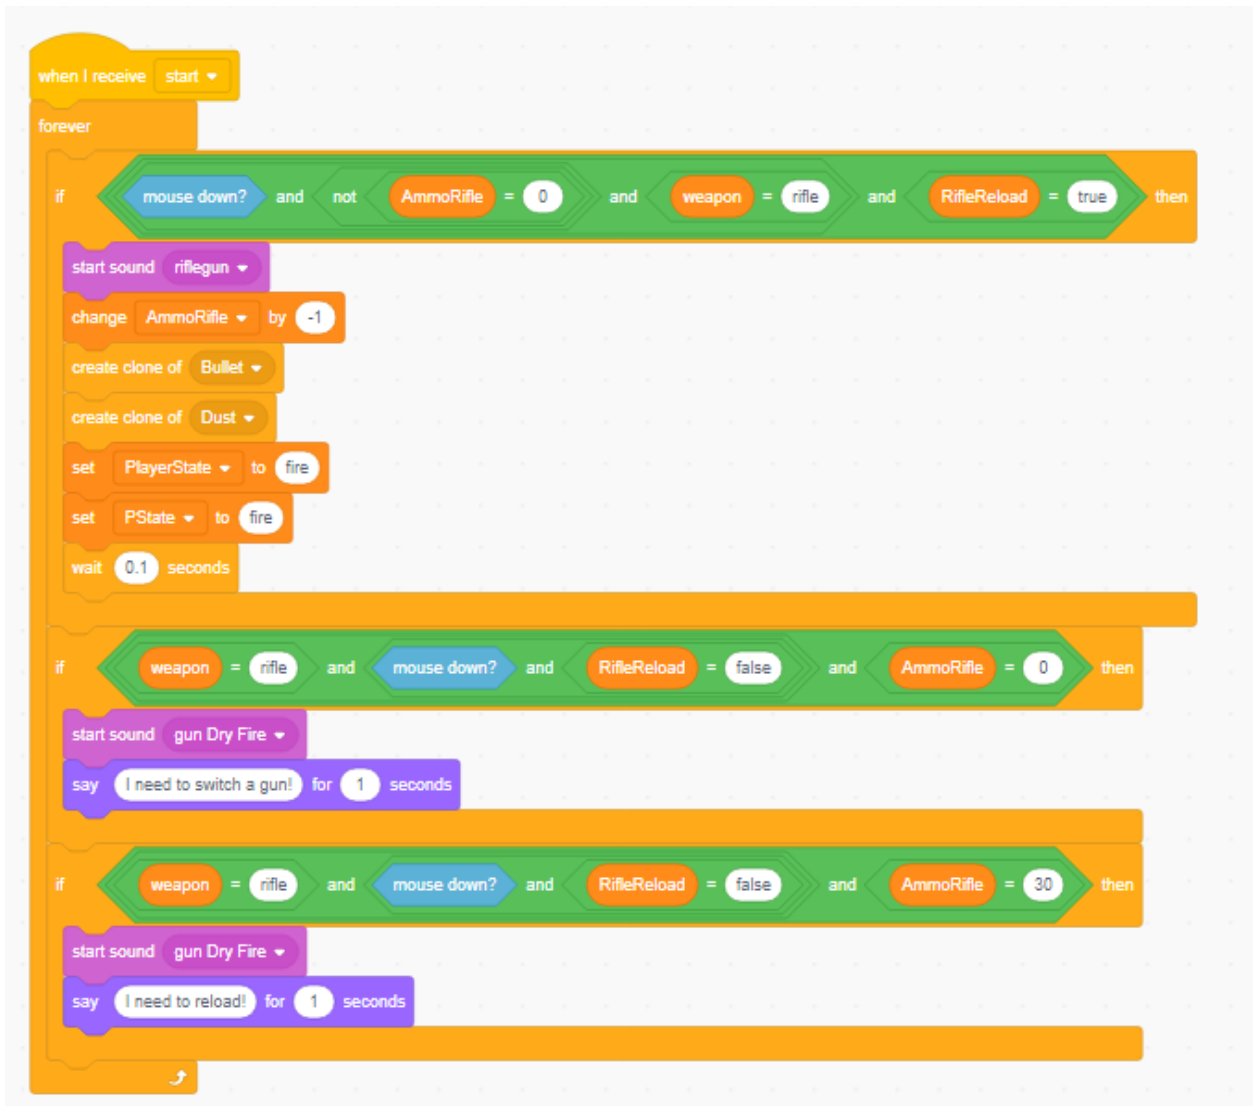 when I receive start
forever
if mouse down? and not AmmoRifle = 0 and weapon = rifle and RifleReload = true then
start sound riflegun
change AmmoRifle by -1
create clone of Bullet
create clone of Dust
set PlayerState to fire
set PState to fire
wait 0.1 seconds
if weapon = rifle and mouse down? and RifleReload = false and AmmoRifle = 0 then
start sound gun Dry Fire
say I need to switch a gun! for 1 seconds
if weapon = rifle and mouse down? and RifleReload = false and AmmoRifle = 30 then
start sound gun Dry Fire
say I need to reload! for 1 seconds